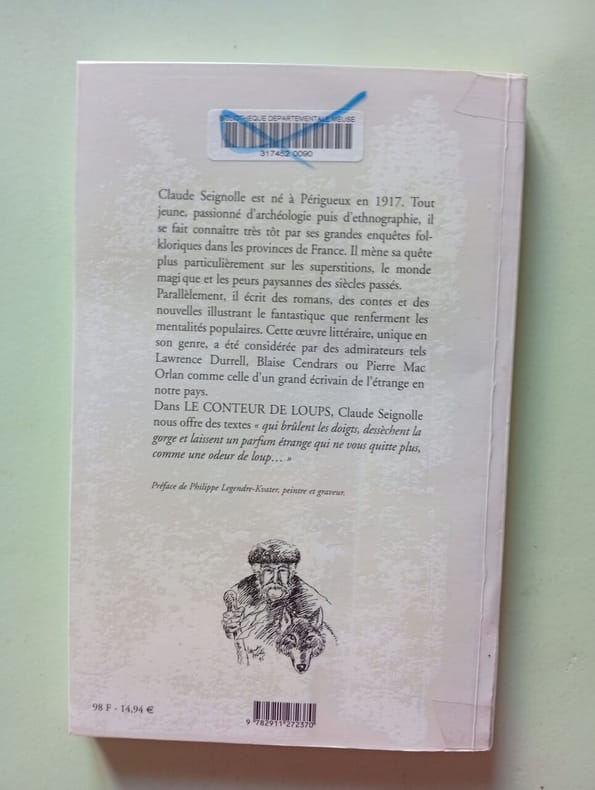 BIBLIOTHEQUE DEPARTEMENTALE MEUSE
317452 0090
Claude Seignolle est né à Périgueux en 1917. Tout
jeune, passionné d'archéologie puis d'ethnographie, il
se fait connaître très tôt par ses grandes enquêtes fol-
kloriques dans les provinces de France. Il mène sa quête
plus particulièrement sur les superstitions, le monde
magique et les peurs paysannes des siècles passés.
Parallèlement, il écrit des romans, des contes et des
nouvelles illustrant le fantastique que renferment les
mentalités populaires. Cette œuvre littéraire, unique en
son genre, a été considérée par des admirateurs tels
Lawrence Durrell, Blaise Cendrars ou Pierre Mac
Orlan comme celle d'un grand écrivain de l'étrange en
notre pays.
Dans LE CONTEUR DE LOUPS, Claude Seignolle
nous offre des textes « qui brûlent les doigts, dessèchent la
gorge et laissent un parfum étrange qui ne vous quitte plus,
comme une odeur de loup... »
Préface de Philippe Legendre-Kvater, peintre et graveur.
98 F - 14,94 €
9 782911 272370